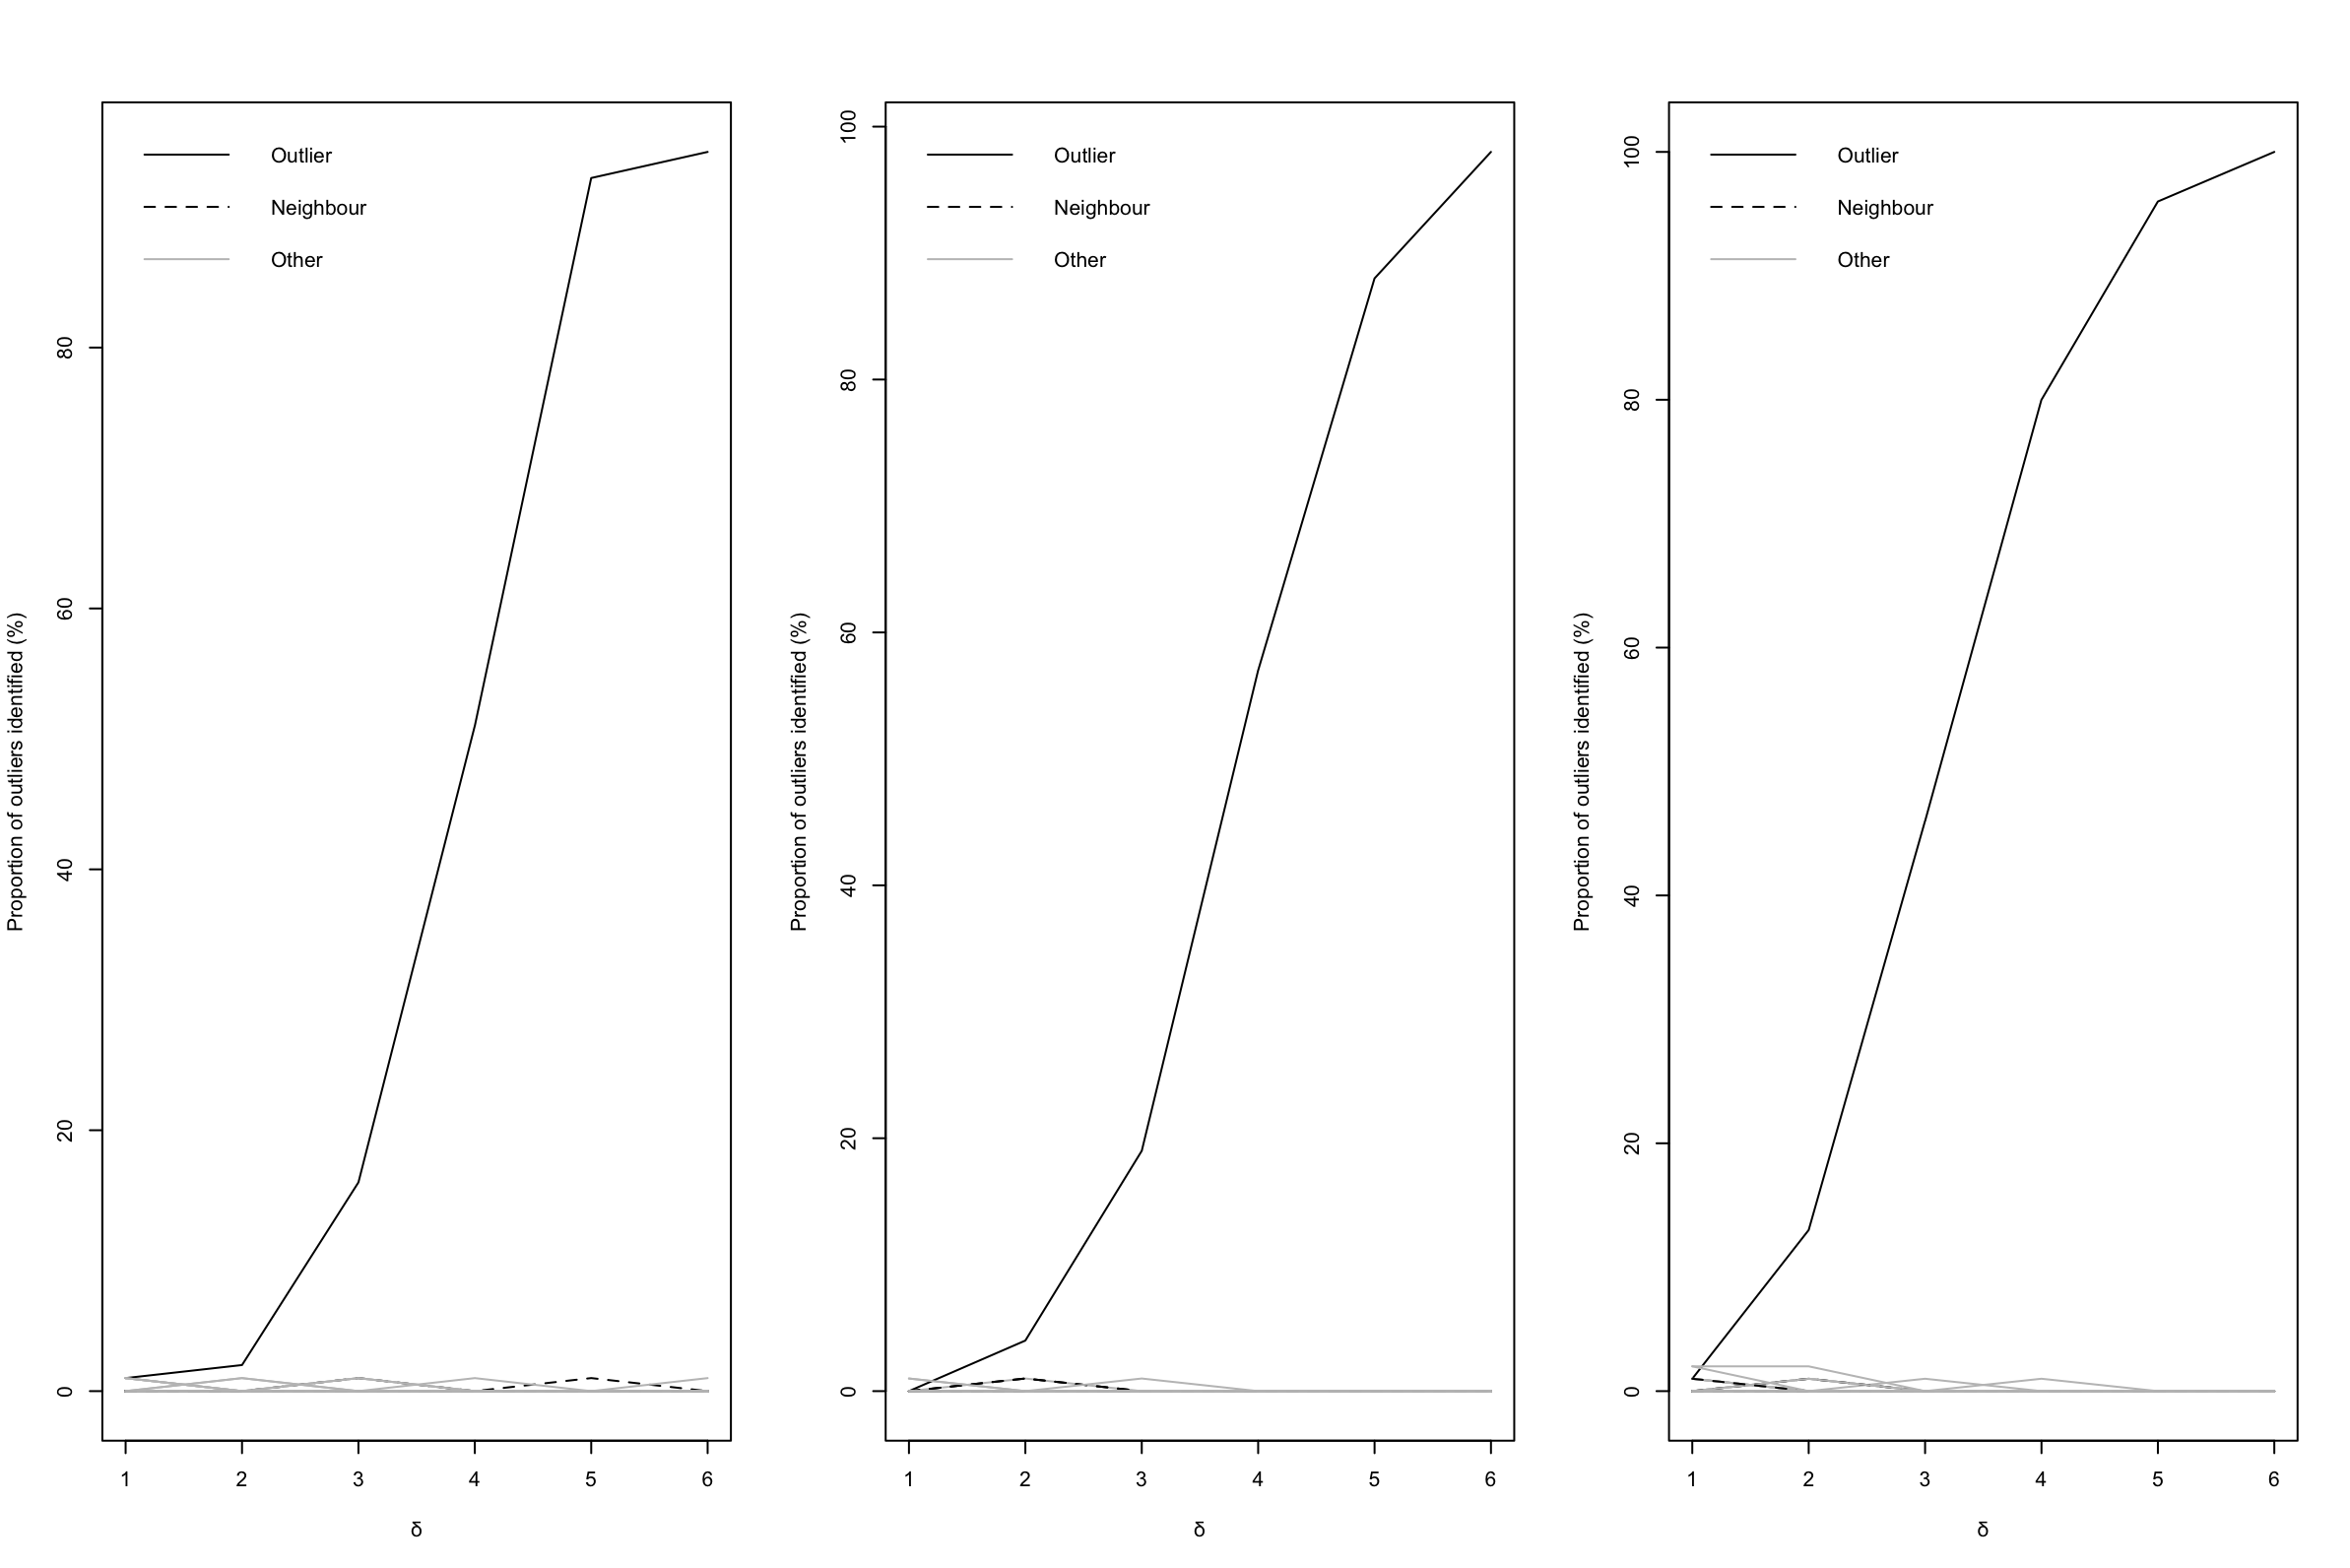 Outlier
Neighbour
Other
Proportion of outliers identified (%)
80
60
40
20
0
1 2 3 4 5 6
δ
Outlier
Neighbour
Other
Proportion of outliers identified (%)
100
80
60
40
20
0
1 2 3 4 5 6
δ
Outlier
Neighbour
Other
Proportion of outliers identified (%)
100
80
60
40
20
0
1 2 3 4 5 6
δ